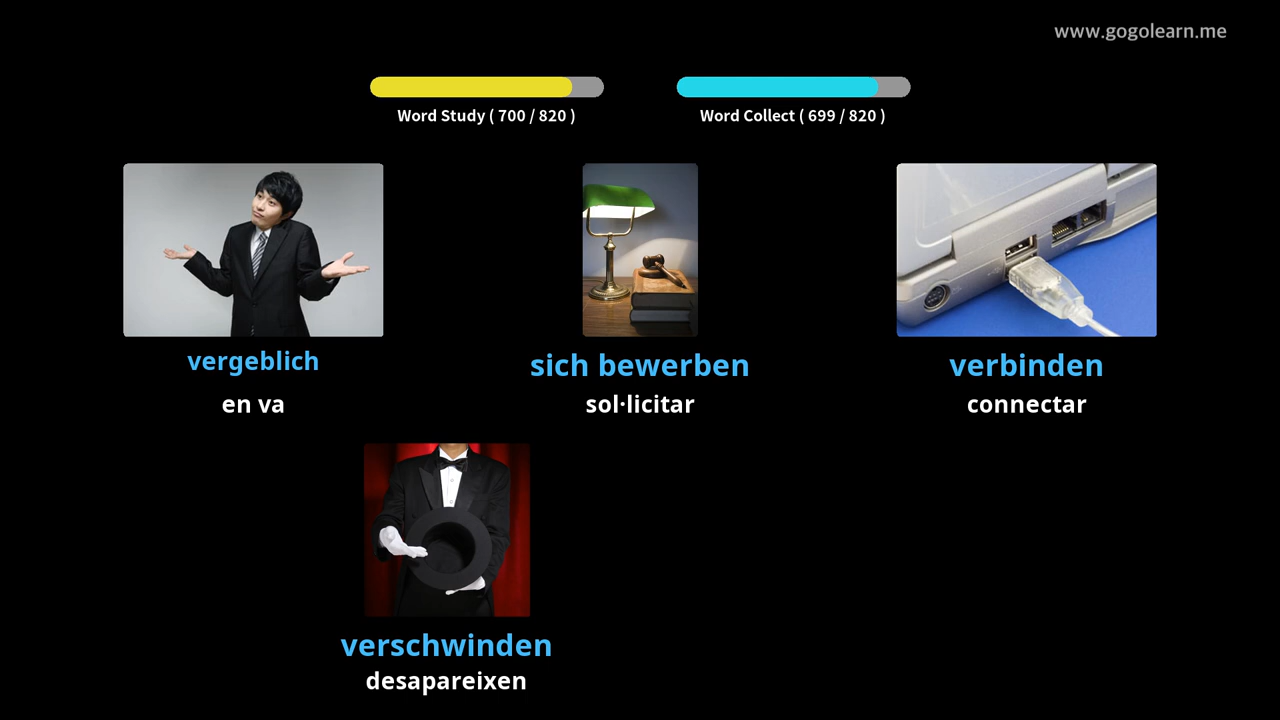 www.gogolearn.me
Word Study ( 700 / 820 )
Word Collect ( 699 / 820 )
vergeblich
en va
sich bewerben
sol·licitar
verbinden
connectar
verschwinden
desapareixen